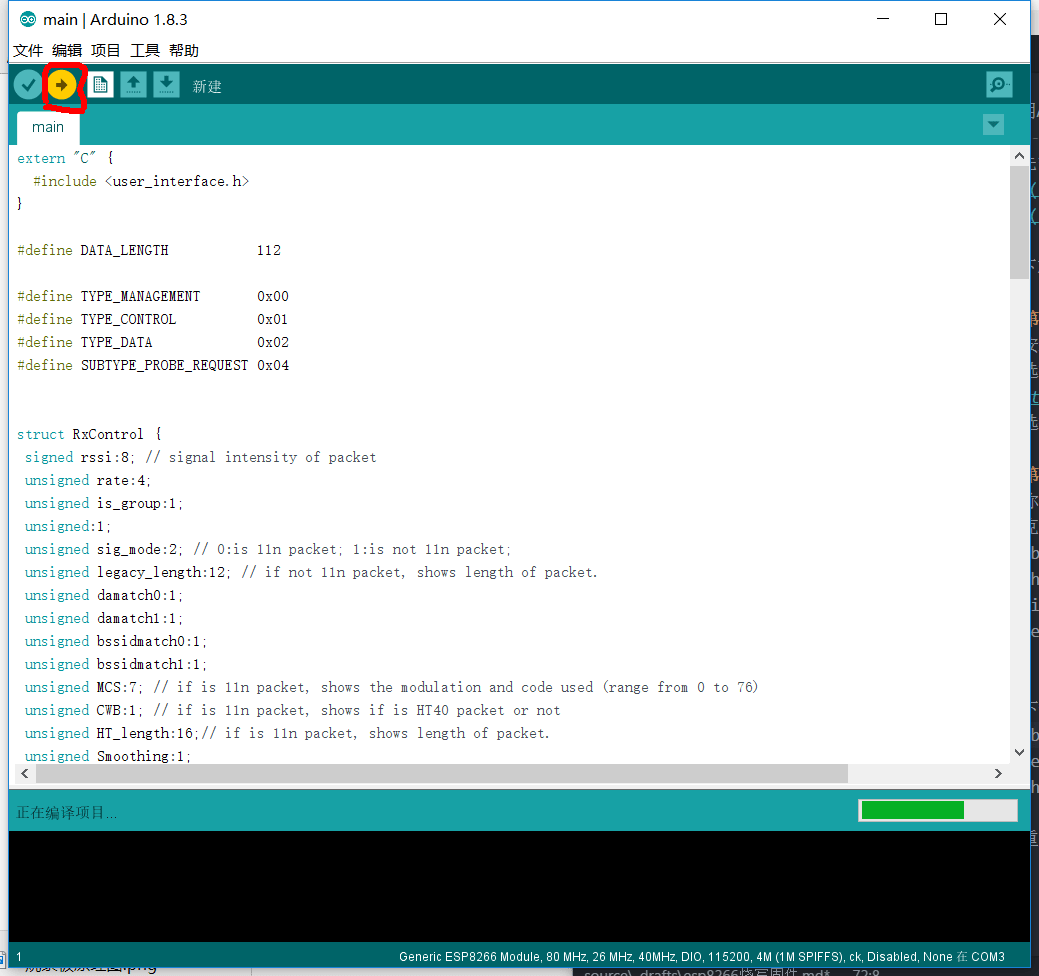 main | Arduino 1.8.3
文件 编辑 项目 工具 帮助
新建
main
extern "C" {
#include <user_interface.h>
}
#define DATA_LENGTH 112
#define TYPE_MANAGEMENT 0x00
#define TYPE_CONTROL 0x01
#define TYPE_DATA 0x02
#define SUBTYPE_PROBE_REQUEST 0x04
struct RxControl {
signed rssi:8; // signal intensity of packet
unsigned rate:4;
unsigned is_group:1;
unsigned:1;
unsigned sig_mode:2; // 0:is 11n packet; 1:is not 11n packet;
unsigned legacy_length:12; // if not 11n packet, shows length of packet.
unsigned damatch0:1;
unsigned damatch1:1;
unsigned bssidmatch0:1;
unsigned bssidmatch1:1;
unsigned MCS:7; // if is 11n packet, shows the modulation and code used (range from 0 to 76)
unsigned CWB:1; // if is 11n packet, shows if is HT40 packet or not
unsigned HT_length:16;// if is 11n packet, shows length of packet.
unsigned Smoothing:1;
正在编译项目...
1 Generic ESP8266 Module, 80 MHz, 26 MHz, 40MHz, DIO, 115200, 4M (1M SPIFFS), ck, Disabled, None 在 COM3